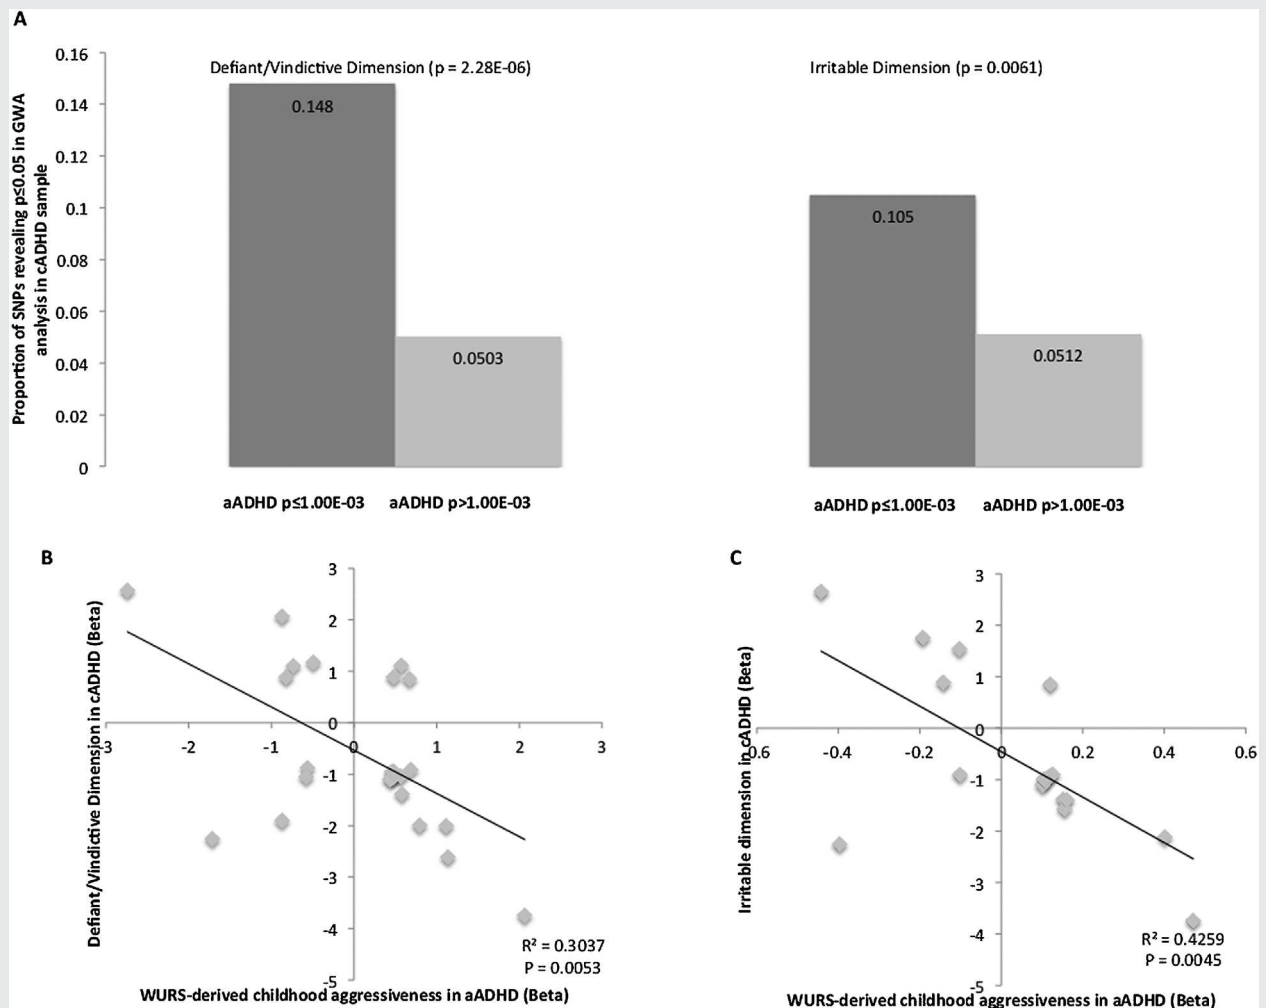 A
Proportion of SNPs revealing p≤0.05 in GWA
analysis in cADHD sample
0.16
0.14
0.12
0.1
0.08
0.06
0.04
0.02
0
Defiant/Vindictive Dimension (p = 2.28E-06)
0.148
0.0503
aADHD p≤1.00E-03 aADHD p>1.00E-03
Irritable Dimension (p = 0.0061)
0.105
0.0512
aADHD p≤1.00E-03 aADHD p>1.00E-03
B
Defiant/Vindictive Dimension in cADHD (Beta)
3
2
1
0
-1
-2
-3
-4
-5
-3 -2 -1 0 1 2 3
R² = 0.3037
P = 0.0053
WURS-derived childhood aggressiveness in aADHD (Beta)
C
Irritable dimension in cADHD (Beta)
3
2
1
0
-1
-2
-3
-4
-5
0.6 -0.4 -0.2 0 0.2 0.4 0.6
R² = 0.4259
P = 0.0045
WURS-derived childhood aggressiveness in aADHD (Beta)